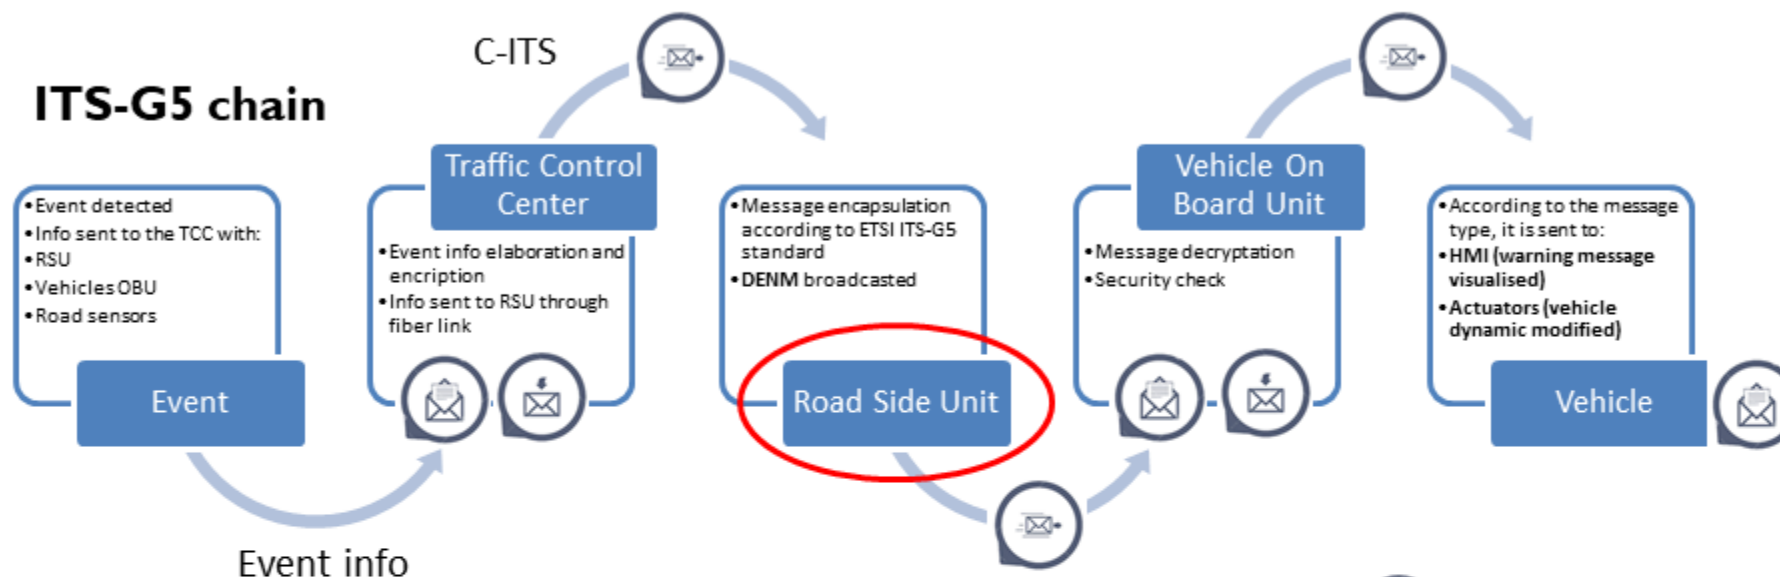 ITS-G5 chain
C-ITS
•Event detected
•Info sent to the TCC with:
•RSU
•Vehicles OBU
•Road sensors
Event
Event info
Traffic Control
Center
•Event info elaboration and
encription
•Info sent to RSU through
fiber link
•Message encapsulation
according to ETSI ITS-G5
standard
•DENM broadcasted
Road Side Unit
Vehicle On
Board Unit
•Message decryptation
•Security check
•According to the message
type, it is sent to:
•HMI (warning message
visualised)
•Actuators (vehicle
dynamic modified)
Vehicle